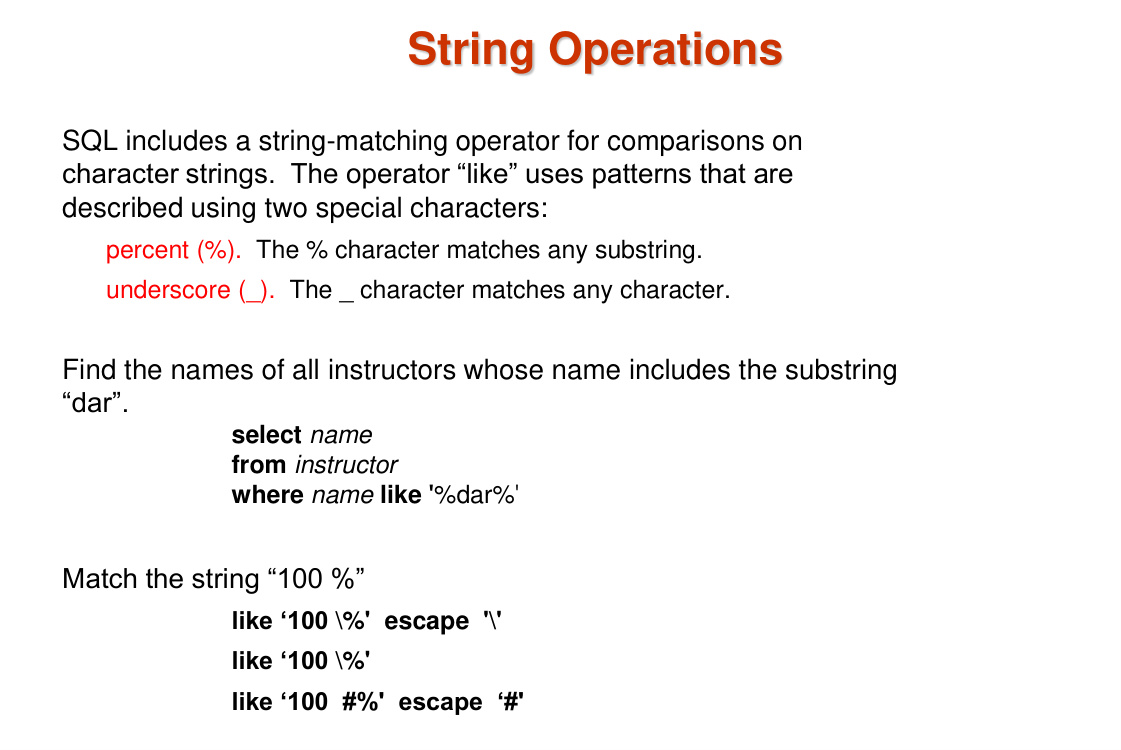 String Operations
SQL includes a string-matching operator for comparisons on
character strings.  The operator “like” uses patterns that are
described using two special characters:
percent (%).  The % character matches any substring.
underscore (_).  The _ character matches any character.
Find the names of all instructors whose name includes the substring
“dar”.
select name
from instructor
where name like '%dar%'
Match the string “100 %”
like ‘100 \%'  escape  '\'
like ‘100 \%'
like ‘100  #%'  escape  ‘#'